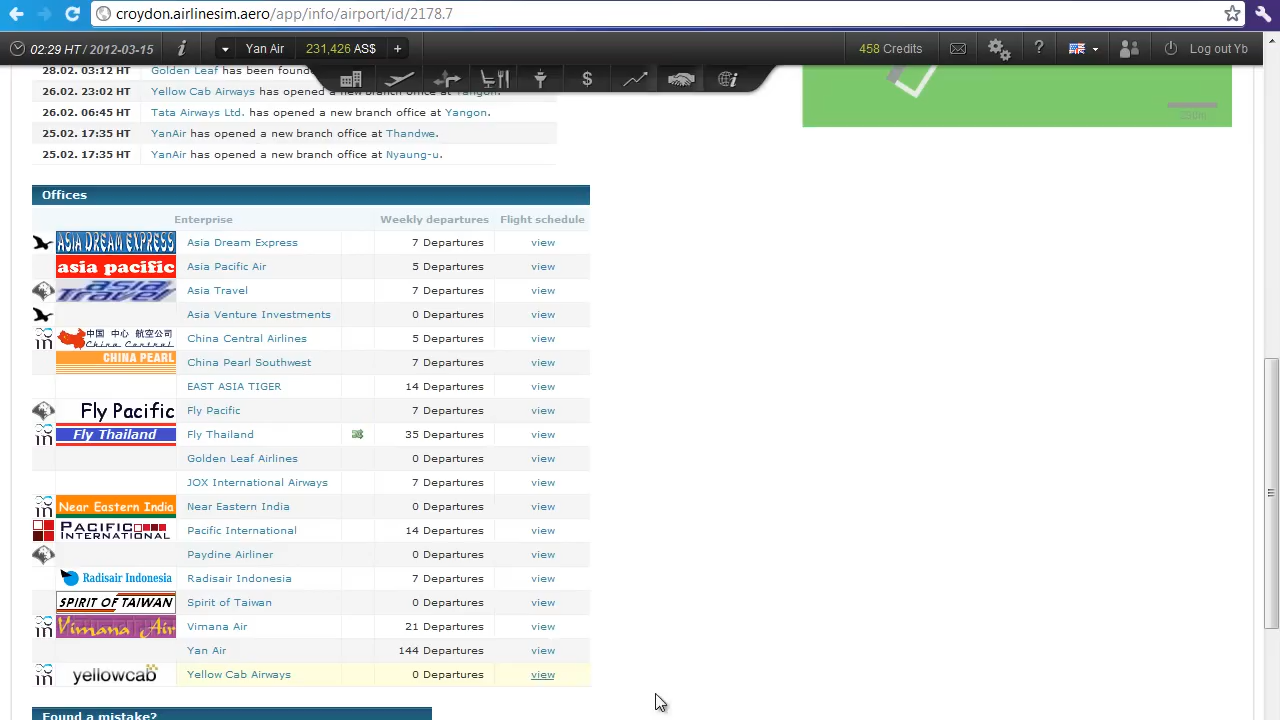 croydon.airlinesim.aero/app/info/airport/id/2178.7
02:29 HT / 2012-03-15 Yan Air 231,426 AS$ + 458 Credits ? Log out Yb
28.02. 03:12 HT Golden Leaf has been found
26.02. 23:02 HT Yellow Cab Airways has opened a new branch office at Yangon.
26.02. 06:45 HT Tata Airways Ltd. has opened a new branch office at Yangon.
25.02. 17:35 HT YanAir has opened a new branch office at Thandwe.
25.02. 17:35 HT YanAir has opened a new branch office at Nyaung-u.
Offices
Enterprise Weekly departures Flight schedule
ASIA DREAM EXPRESS Asia Dream Express 7 Departures view
asia pacific Asia Pacific Air 5 Departures view
asia Travel Asia Travel 7 Departures view
Asia Venture Investments 0 Departures view
中国 中心 航空公司
China Central China Central Airlines 5 Departures view
CHINA PEARL China Pearl Southwest 7 Departures view
EAST ASIA TIGER 14 Departures view
Fly Pacific Fly Pacific 7 Departures view
Fly Thailand Fly Thailand 35 Departures view
Golden Leaf Airlines 0 Departures view
JOX International Airways 7 Departures view
Near Eastern India Near Eastern India 0 Departures view
PACIFIC INTERNATIONAL Pacific International 14 Departures view
Paydine Airliner 0 Departures view
Radisair Indonesia Radisair Indonesia 7 Departures view
SPIRIT OF TAIWAN Spirit of Taiwan 0 Departures view
Vimana Air Vimana Air 21 Departures view
Yan Air 144 Departures view
yellowcab Yellow Cab Airways 0 Departures view
Found a mistake?